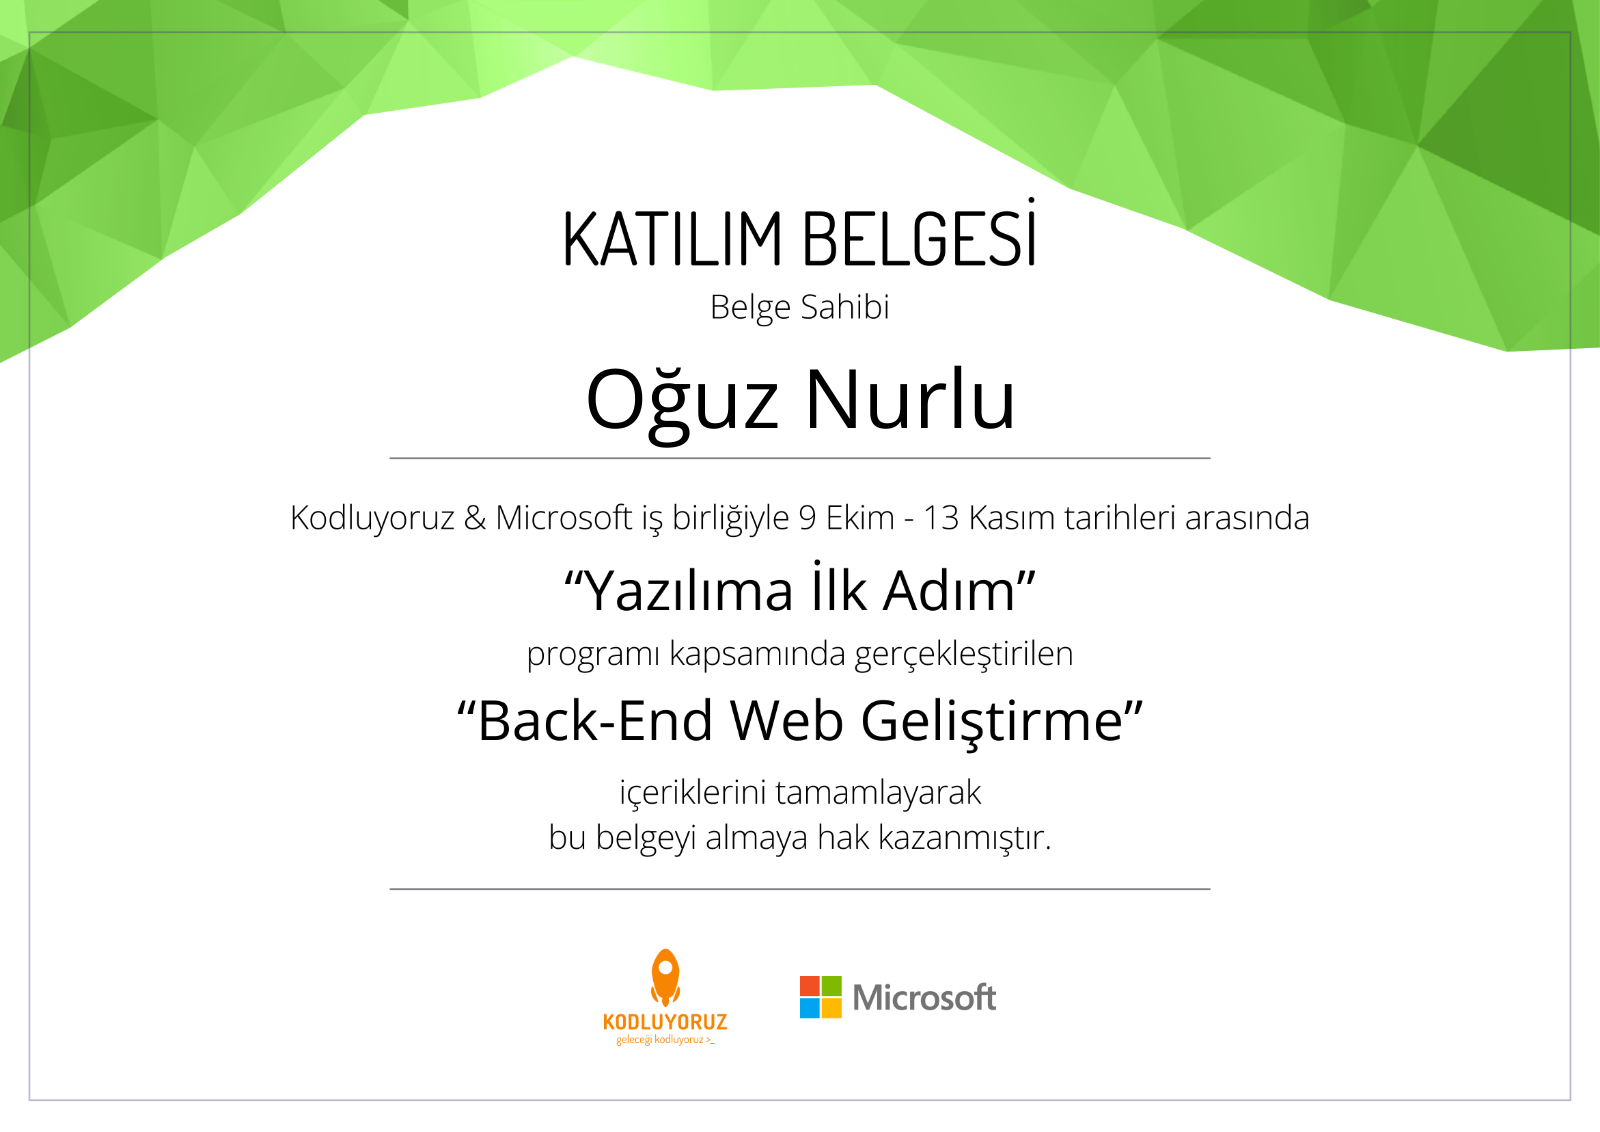 KATILIM BELGESİ
Belge Sahibi
Oğuz Nurlu
Kodluyoruz & Microsoft iş birliğiyle 9 Ekim - 13 Kasım tarihleri arasında
“Yazılıma İlk Adım”
programı kapsamında gerçekleştirilen
“Back-End Web Geliştirme”
içeriklerini tamamlayarak
bu belgeyi almaya hak kazanmıştır.
KODLUYORUZ
geleceği kodluyoruz >_
Microsoft